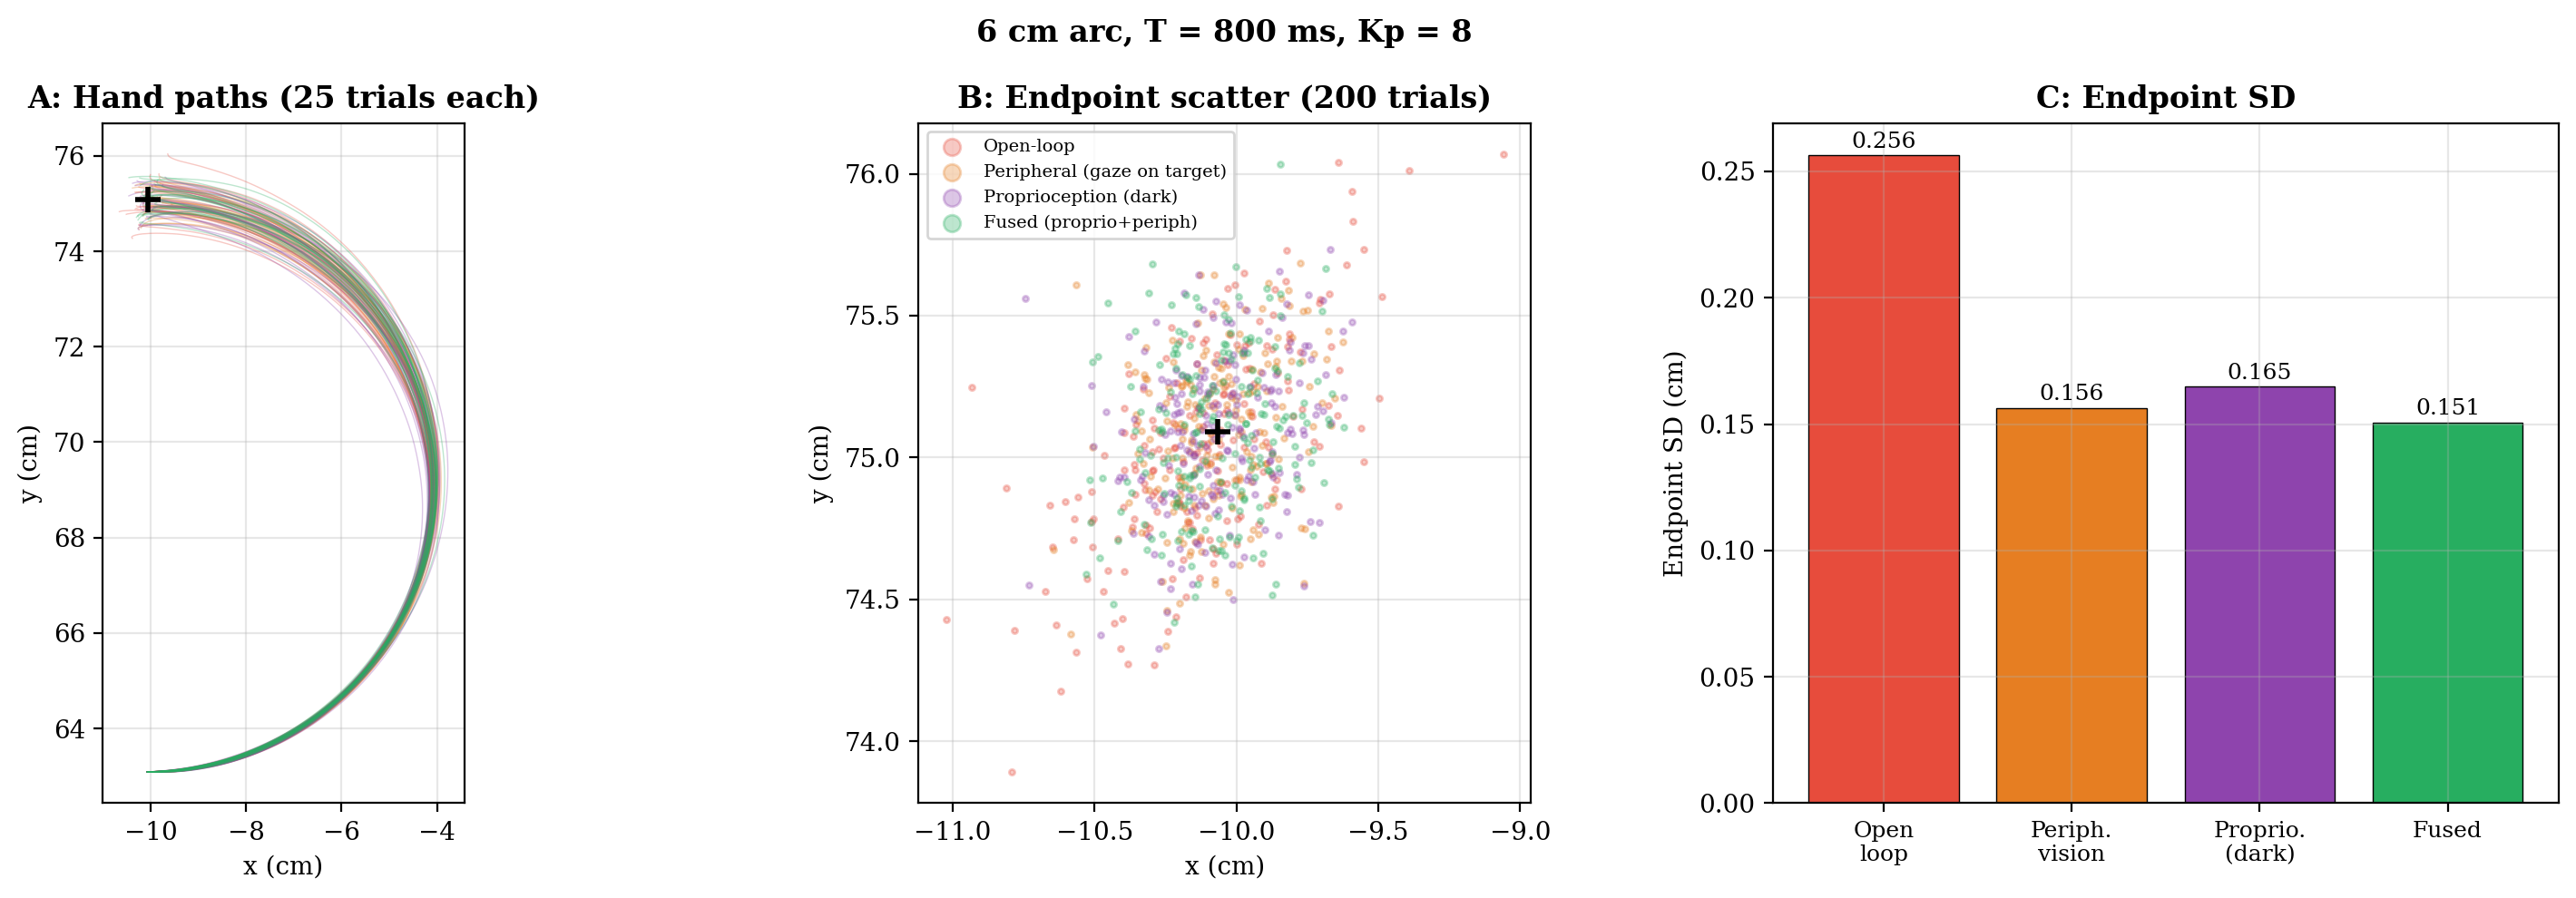 6 cm arc, T = 800 ms, Kp = 8
A: Hand paths (25 trials each)
76
74
72
70
68
66
64
y (cm)
−10
−8
−6
−4
x (cm)
B: Endpoint scatter (200 trials)
Open-loop
Peripheral (gaze on target)
Proprioception (dark)
Fused (proprio+periph)
76.0
75.5
75.0
74.5
74.0
y (cm)
−11.0
−10.5
−10.0
−9.5
−9.0
x (cm)
C: Endpoint SD
0.256
0.156
0.165
0.151
0.25
0.20
0.15
0.10
0.05
0.00
Endpoint SD (cm)
Open
loop
Periph.
vision
Proprio.
(dark)
Fused